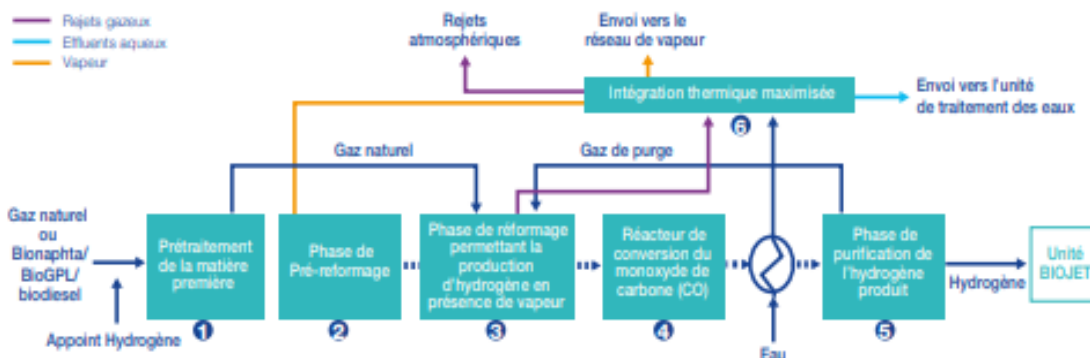 Rejets gazeux
Effluents aqueux
Vapeur
Rejets
atmosphériques
Envoi vers le
réseau de vapeur
Intégration thermique maximisée
6
Envoi vers l'unité
de traitement des eaux
Gaz naturel
Gaz de purge
Gaz naturel
ou
Bionaphta/
BioGPL/
biodiesel
Appoint Hydrogène
Prétraitement
de la matière
première
1
Phase de
Pré-reformage
2
Phase de réformage
permettant la
production
d'hydrogène en
présence de vapeur
3
Réacteur de
conversion du
monoxyde de
carbone (CO)
4
Eau
Phase de
purification de
l'hydrogène
produit
5
Hydrogène
Unité
BIOJET